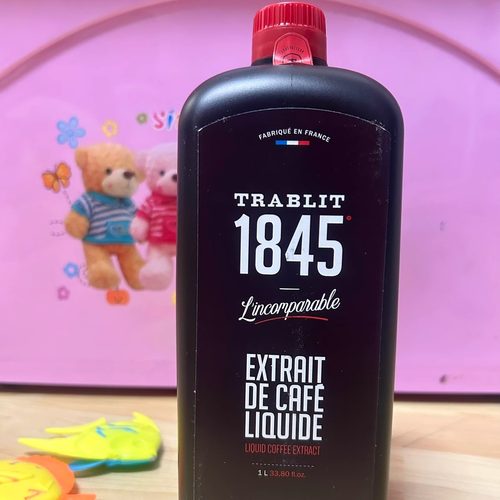 FABRIQUÉ EN FRANCE
TRABLIT
1845
L'incomparable
EXTRAIT
DE CAFÉ
LIQUIDE
LIQUID COFFEE EXTRACT
1 L 33.80 fl.oz.